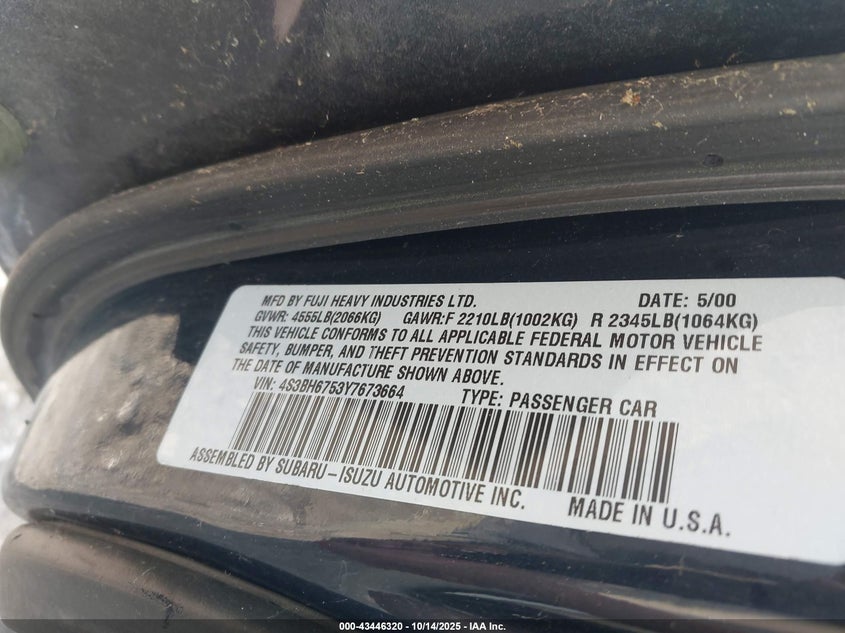 MFD BY FUJI HEAVY INDUSTRIES LTD. DATE: 5/00
GVWR: 4555LB(2066KG) GAWR:F 2210LB(1002KG) R 2345LB(1064KG)
THIS VEHICLE CONFORMS TO ALL APPLICABLE FEDERAL MOTOR VEHICLE
SAFETY, BUMPER, AND THEFT PREVENTION STANDARDS IN EFFECT ON
THE DATE OF MANUFACTURE SHOWN ABOVE.
VIN: 4S3BH6753Y7673664 TYPE: PASSENGER CAR
ASSEMBLED BY SUBARU-ISUZU AUTOMOTIVE INC. MADE IN U.S.A.
000-43446320 - 10/14/2025 - IAA Inc.